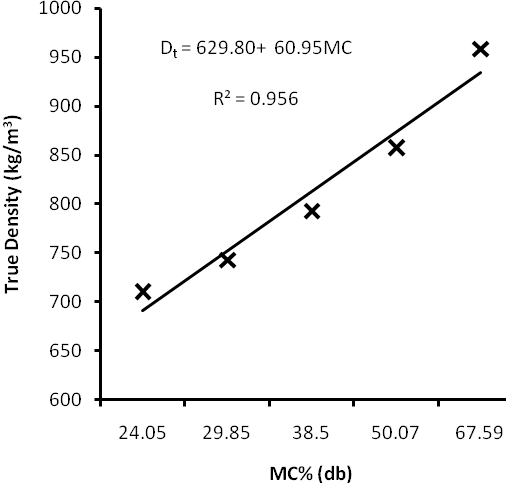 1000
950
900
850
800
750
700
650
600
True Density (kg/m³)
Dₜ = 629.80+ 60.95MC
R² = 0.956
24.05 29.85 38.5 50.07 67.59
MC% (db)